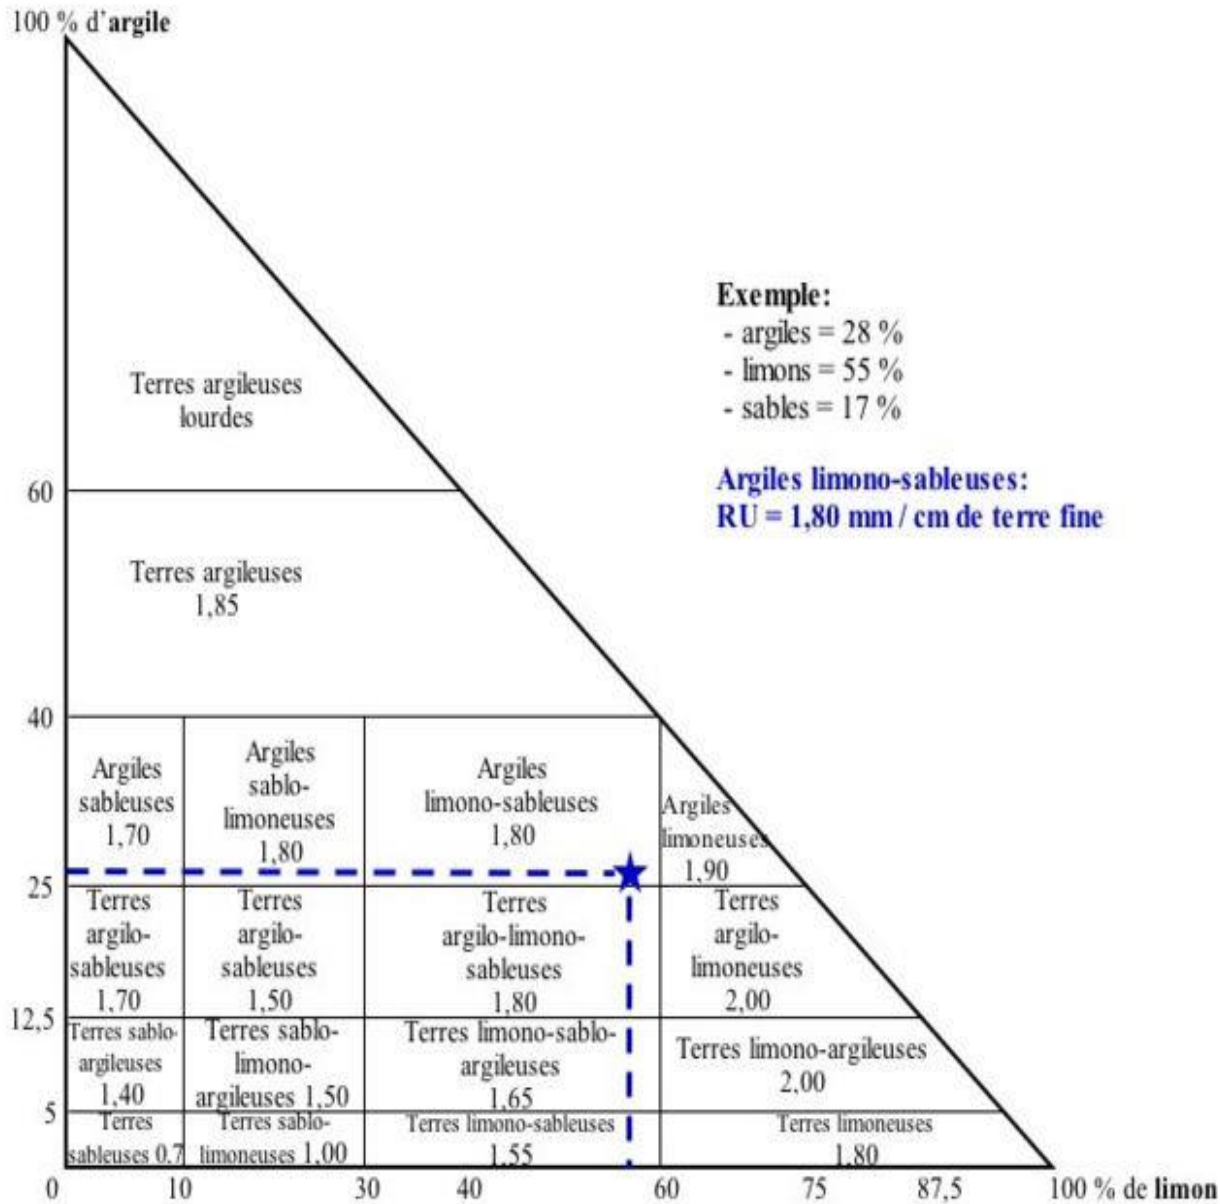 100 % d'argile
Exemple:
- argiles = 28 %
- limons = 55 %
- sables = 17 %
Argiles limono-sableuses:
RU = 1,80 mm / cm de terre fine
Terres argileuses
lourdes
60
Terres argileuses
1,85
40
Argiles
sableuses
1,70
Argiles
sablo-
limoneuses
1,80
Argiles
limono-sableuses
1,80
Argiles
limoneuses
1,90
25
Terres
argilo-
sableuses
1,70
Terres
argilo-
sableuses
1,50
Terres
argilo-limono-
sableuses
1,80
Terres
argilo-
limoneuses
2,00
12,5
Terres sablo-
argileuses
1,40
Terres sablo-
limono-
argileuses 1,50
Terres limono-sablo-
argileuses
1,65
Terres limono-argileuses
2,00
5
Terres
sableuses 0.7
Terres sablo-
limoneuses 1,00
Terres limono-sableuses
1,55
Terres limoneuses
1,80
0 10 30 40 60 75 87,5 100 % de limon